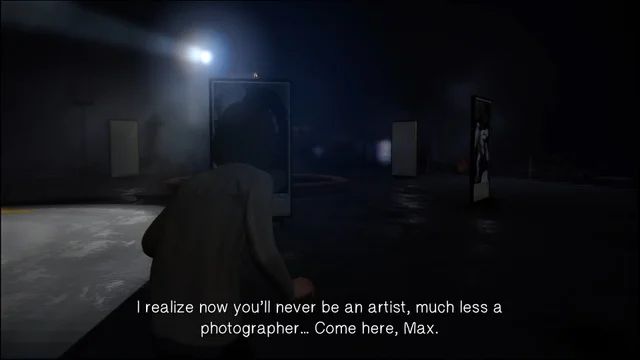 I realize now you'll never be an artist, much less a
photographer... Come here, Max.